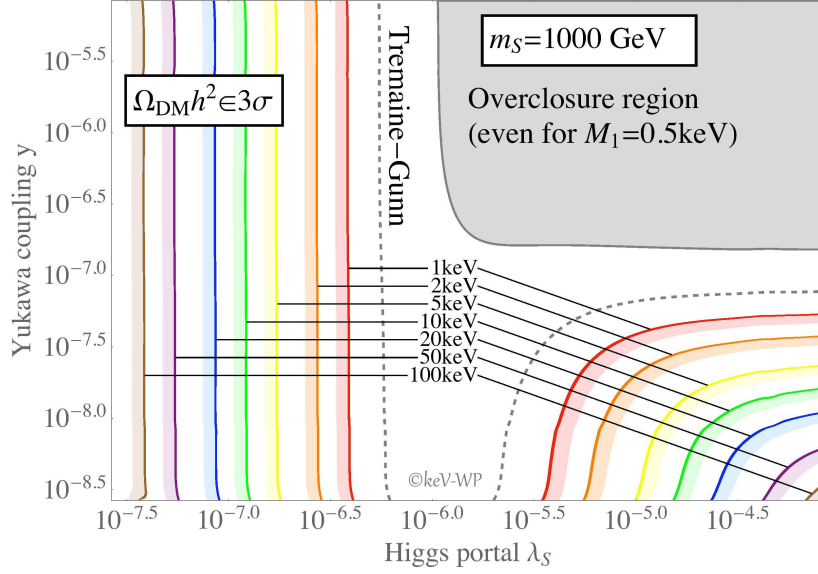 m_S=1000 GeV
Ω_DM h²∈3σ
Tremaine−Gunn
Overclosure region
(even for M₁=0.5keV)
1keV
2keV
5keV
10keV
20keV
50keV
100keV
©keV-WP
Yukawa coupling y
10^−5.5
10^−6.0
10^−6.5
10^−7.0
10^−7.5
10^−8.0
10^−8.5
10^−7.5 10^−7.0 10^−6.5 10^−6.0 10^−5.5 10^−5.0 10^−4.5
Higgs portal λ_S